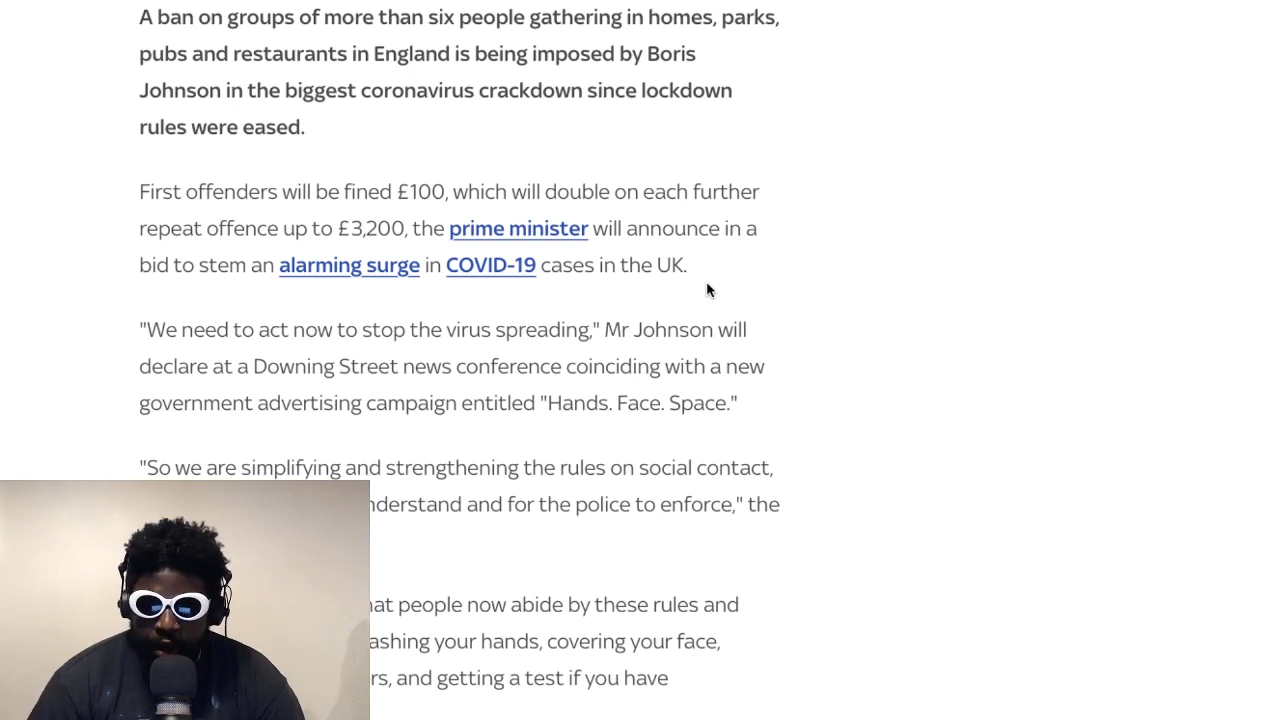 A ban on groups of more than six people gathering in homes, parks,
pubs and restaurants in England is being imposed by Boris
Johnson in the biggest coronavirus crackdown since lockdown
rules were eased.
First offenders will be fined £100, which will double on each further
repeat offence up to £3,200, the prime minister will announce in a
bid to stem an alarming surge in COVID-19 cases in the UK.
"We need to act now to stop the virus spreading," Mr Johnson will
declare at a Downing Street news conference coinciding with a new
government advertising campaign entitled "Hands. Face. Space."
"So we are simplifying and strengthening the rules on social contact,
nderstand and for the police to enforce," the
hat people now abide by these rules and
ashing your hands, covering your face,
rs, and getting a test if you have